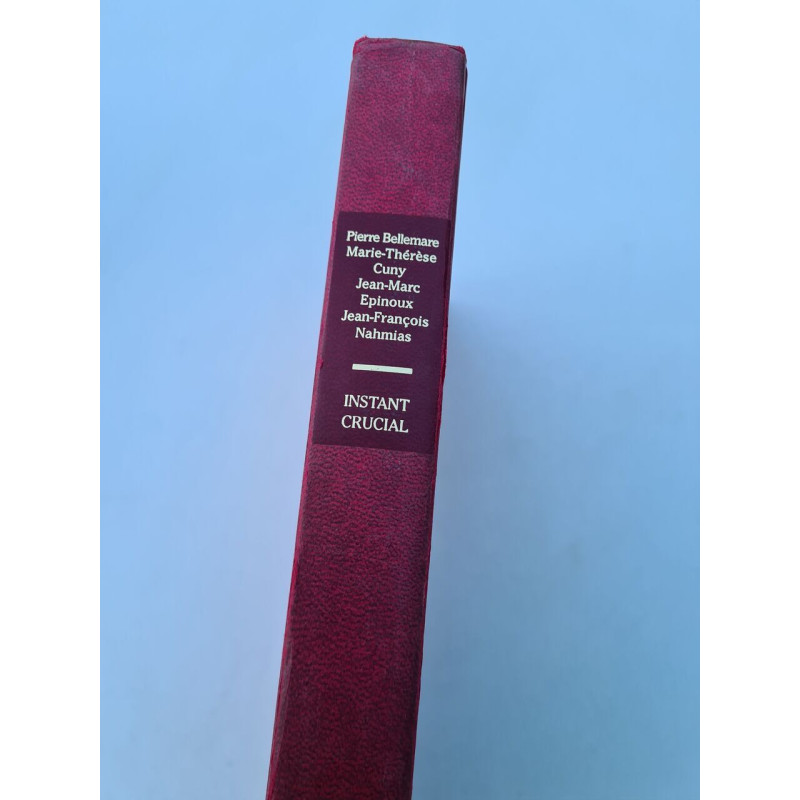 Pierre Bellemare
Marie-Thérèse
Cuny
Jean-Marc
Epinoux
Jean-François
Nahmias
INSTANT
CRUCIAL